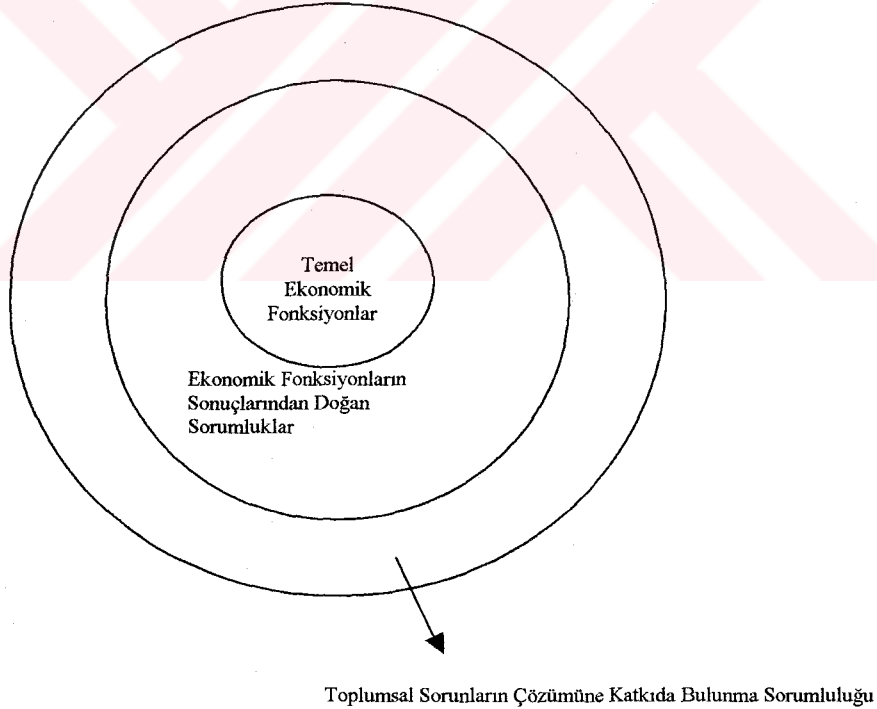 Temel
Ekonomik
Fonksiyonlar
Ekonomik Fonksiyonların
Sonuçlarından Doğan
Sorumluklar
Toplumsal Sorunların Çözümüne Katkıda Bulunma Sorumluluğu